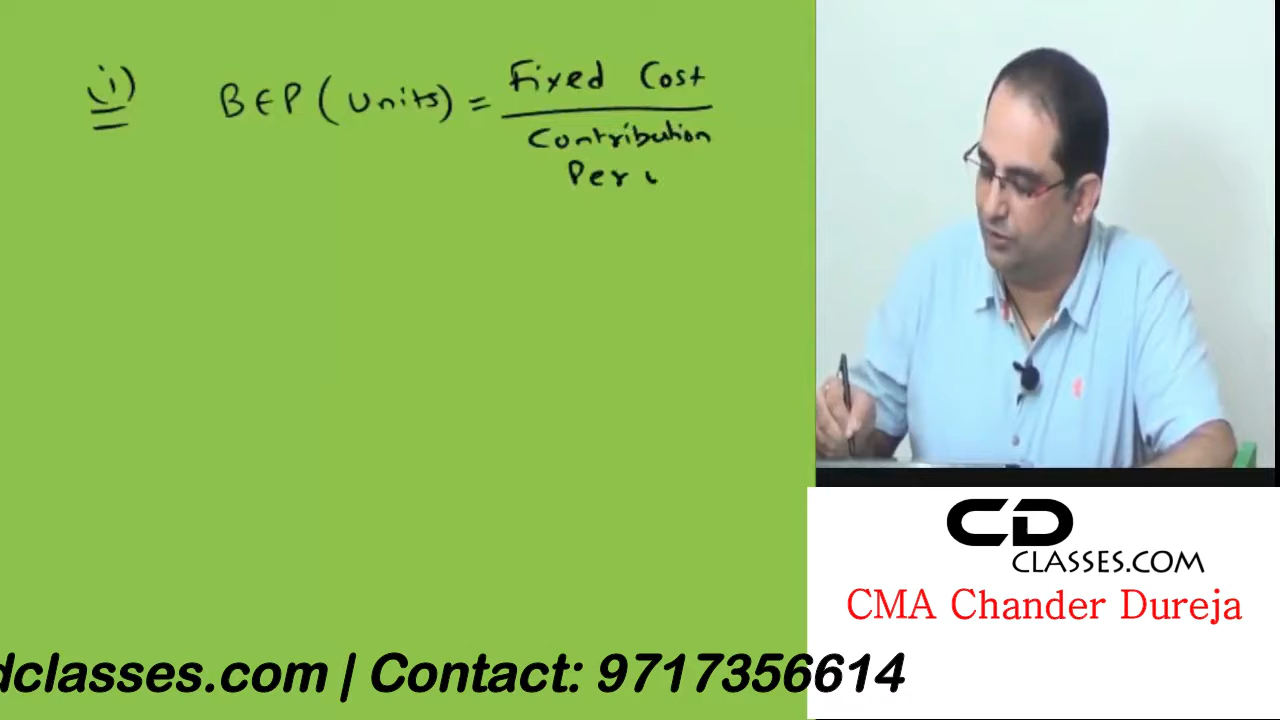 i)
BEP (Units) = Fixed Cost
Contribution
Per
CD
CLASSES.COM
CMA Chander Dureja
dclasses.com | Contact: 9717356614